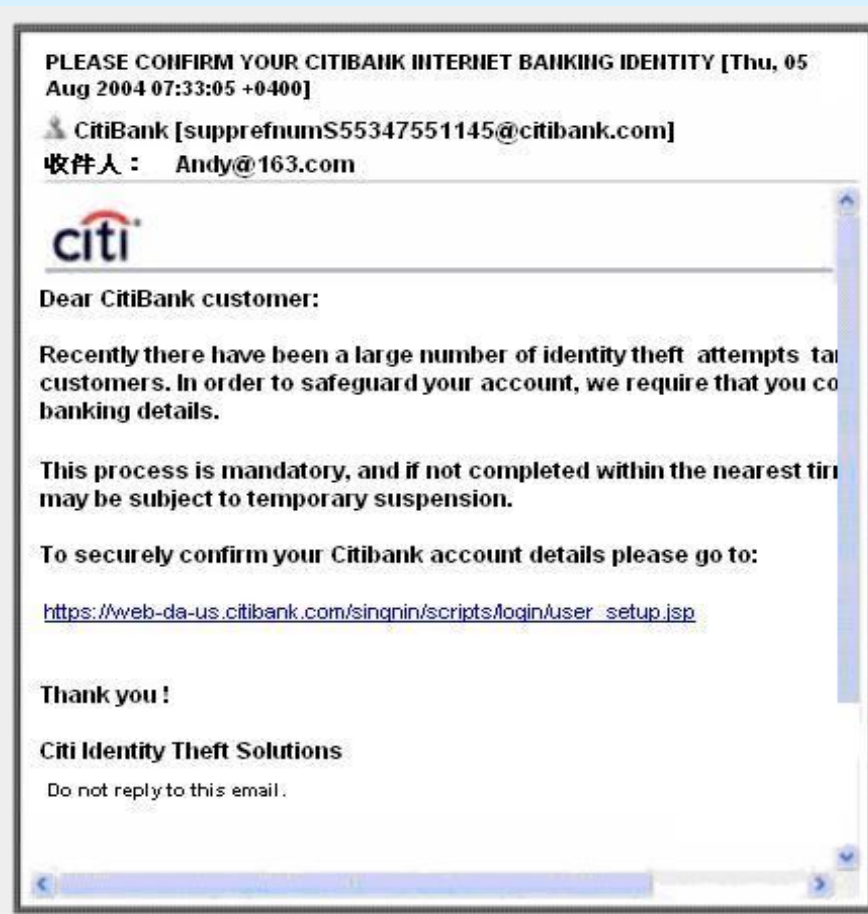 PLEASE CONFIRM YOUR CITIBANK INTERNET BANKING IDENTITY [Thu, 05
Aug 2004 07:33:05 +0400]
CitiBank [supprefnumS55347551145@citibank.com]
收件人： Andy@163.com
citi
Dear CitiBank customer:
Recently there have been a large number of identity theft attempts tar
customers. In order to safeguard your account, we require that you co
banking details.
This process is mandatory, and if not completed within the nearest tim
may be subject to temporary suspension.
To securely confirm your Citibank account details please go to:
https://web-da-us.citibank.com/singnin/scripts/login/user_setup.jsp
Thank you !
Citi Identity Theft Solutions
Do not reply to this email.